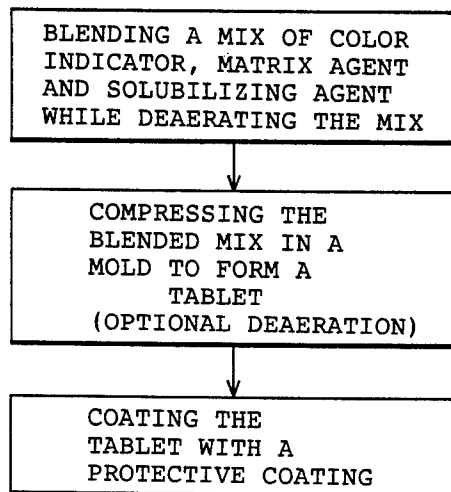 BLENDING A MIX OF COLOR
INDICATOR, MATRIX AGENT
AND SOLUBILIZING AGENT
WHILE DEAERATING THE MIX
COMPRESSING THE
BLENDED MIX IN A
MOLD TO FORM A
TABLET
(OPTIONAL DEAERATION)
COATING THE
TABLET WITH A
PROTECTIVE COATING